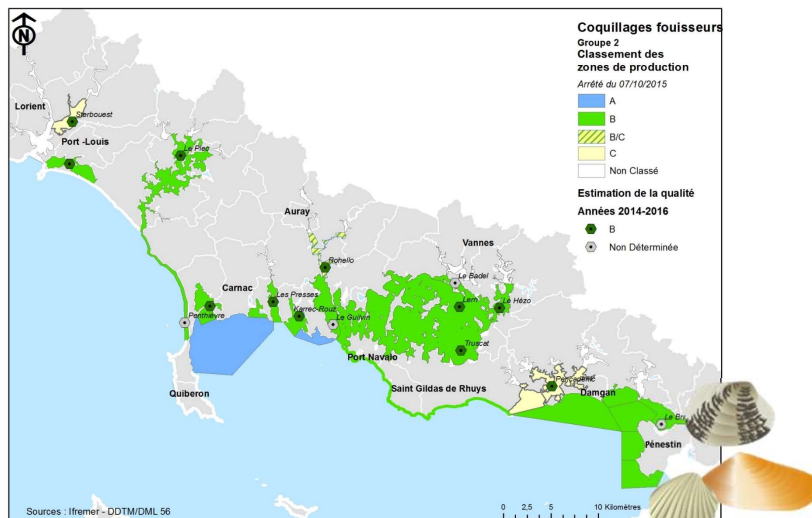 Coquillages fouisseurs
Groupe 2
Classement des
zones de production
Arrêté du 07/10/2015
A
B
B/C
C
Non Classé
Estimation de la qualité
Années 2014-2016
B
Non Déterminée
N
Lorient
Sterbouest
Port -Louis
Le Plec
Auray
Vannes
Rohello
Le Badel
Carnac
Les Presses
Lern
Le Hézo
Penthièvre
Karrec-Rouz
Le Guilvin
Truscat
Port Navalo
Quiberon
Saint Gildas de Rhuys
Damgan
Pénestin
Sources : Ifremer - DDTM/DML 56
0 2,5 5 10 Kilomètres